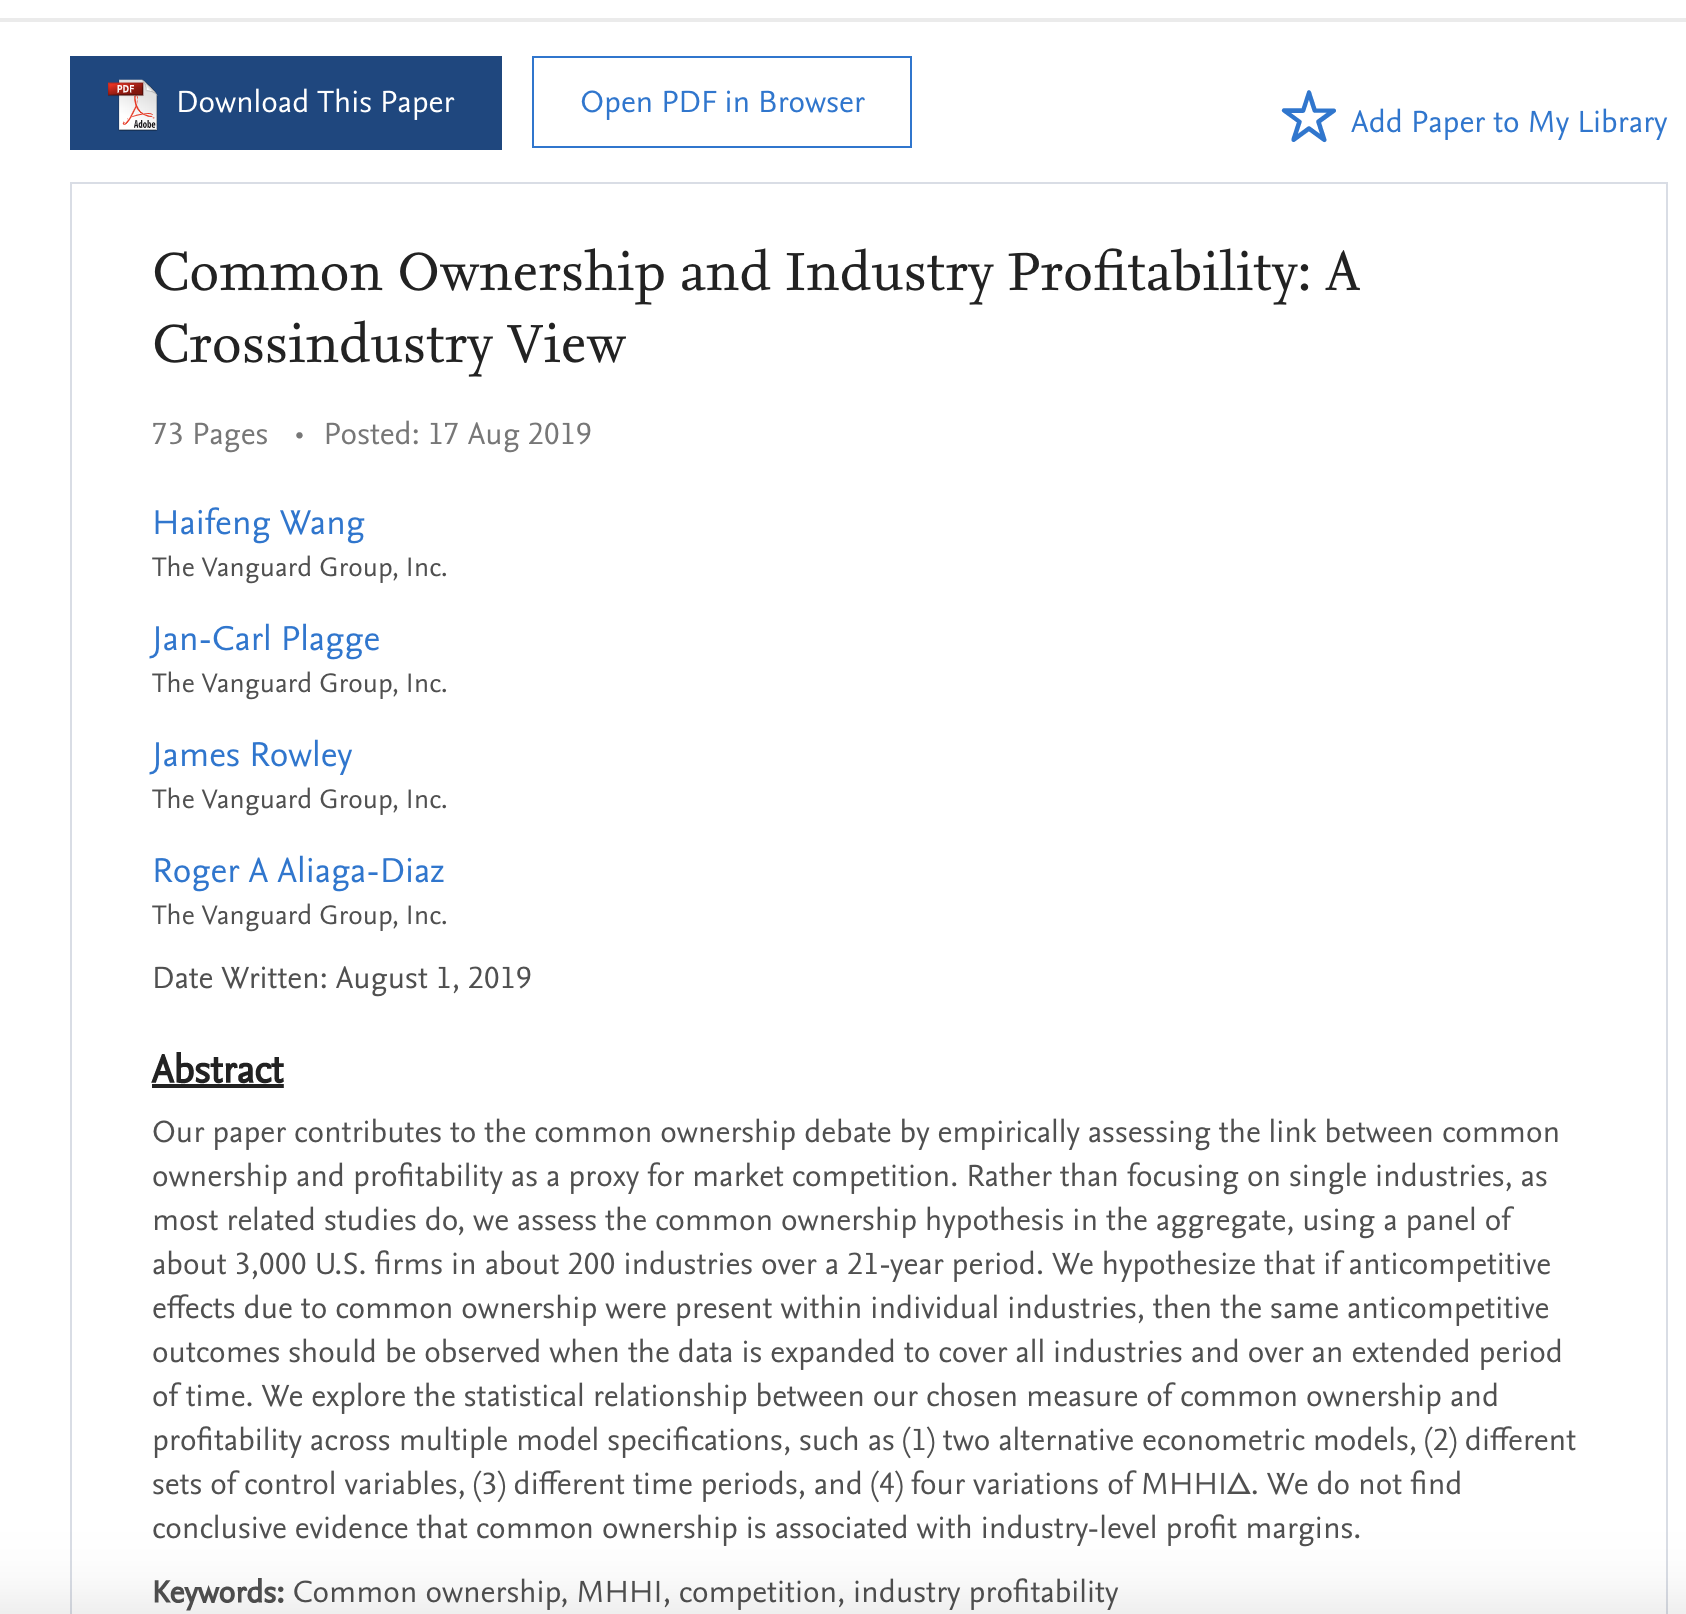 PDF
Adobe
Download This Paper
Open PDF in Browser
Add Paper to My Library
Common Ownership and Industry Profitability: A
Crossindustry View
73 Pages • Posted: 17 Aug 2019
Haifeng Wang
The Vanguard Group, Inc.
Jan-Carl Plagge
The Vanguard Group, Inc.
James Rowley
The Vanguard Group, Inc.
Roger A Aliaga-Diaz
The Vanguard Group, Inc.
Date Written: August 1, 2019
Abstract
Our paper contributes to the common ownership debate by empirically assessing the link between common
ownership and profitability as a proxy for market competition. Rather than focusing on single industries, as
most related studies do, we assess the common ownership hypothesis in the aggregate, using a panel of
about 3,000 U.S. firms in about 200 industries over a 21-year period. We hypothesize that if anticompetitive
effects due to common ownership were present within individual industries, then the same anticompetitive
outcomes should be observed when the data is expanded to cover all industries and over an extended period
of time. We explore the statistical relationship between our chosen measure of common ownership and
profitability across multiple model specifications, such as (1) two alternative econometric models, (2) different
sets of control variables, (3) different time periods, and (4) four variations of MHHIΔ. We do not find
conclusive evidence that common ownership is associated with industry-level profit margins.
Keywords: Common ownership, MHHI, competition, industry profitability